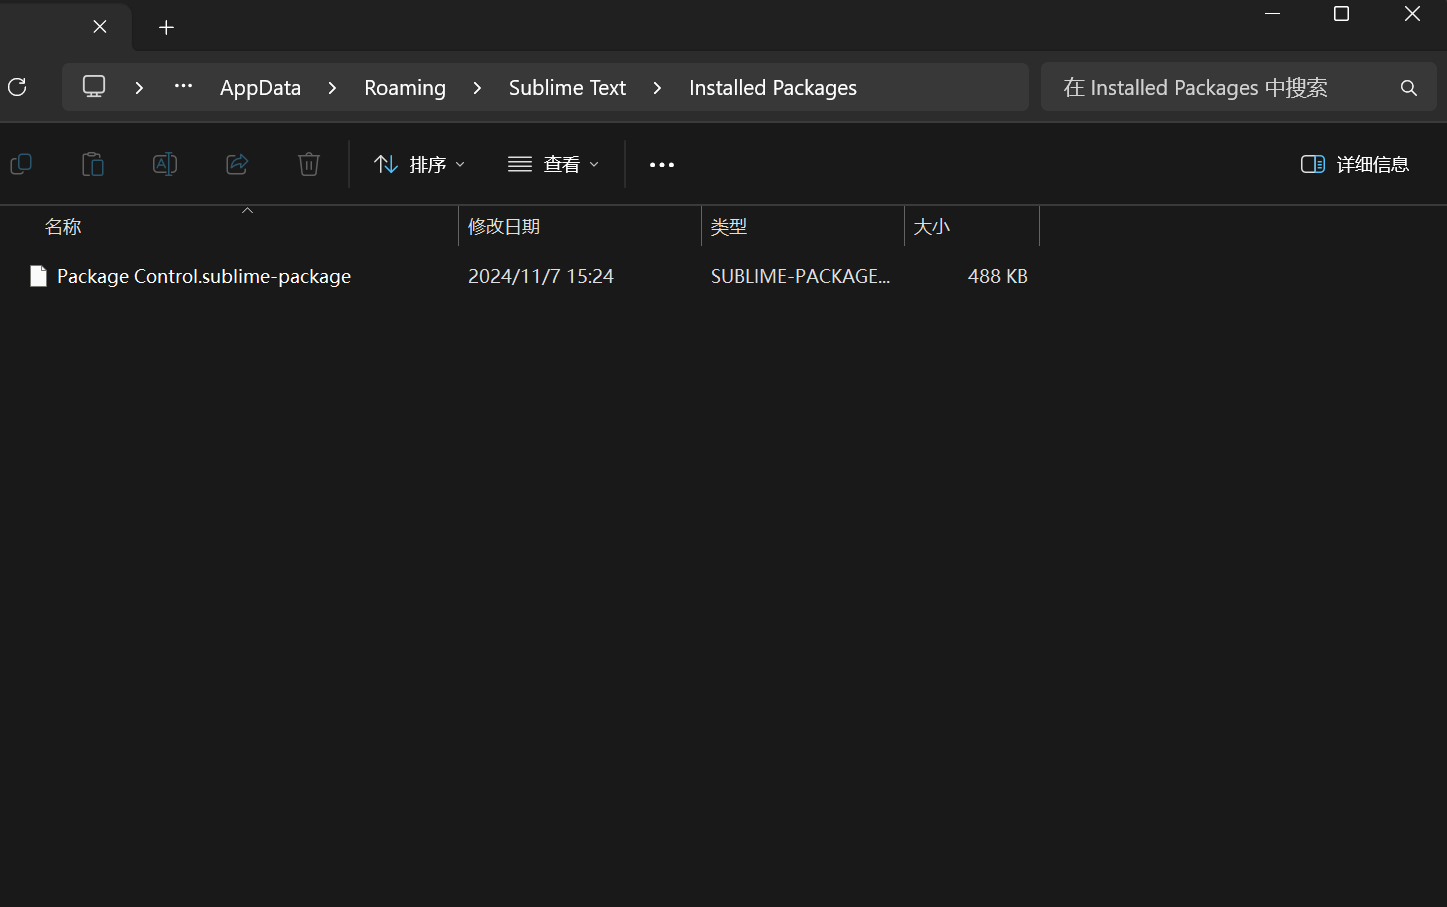 AppData > Roaming > Sublime Text > Installed Packages
在 Installed Packages 中搜索
排序
查看
详细信息
名称 修改日期 类型 大小
Package Control.sublime-package 2024/11/7 15:24 SUBLIME-PACKAGE... 488 KB